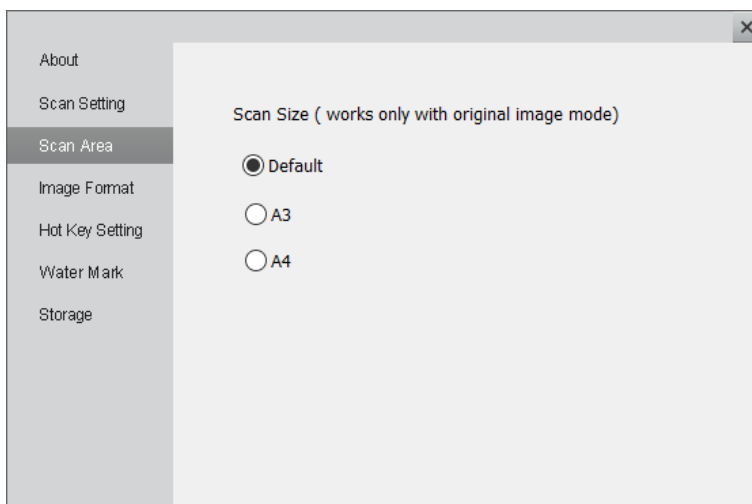 About
Scan Setting
Scan Area
Image Format
Hot Key Setting
Water Mark
Storage
Scan Size ( works only with original image mode)
Default
A3
A4